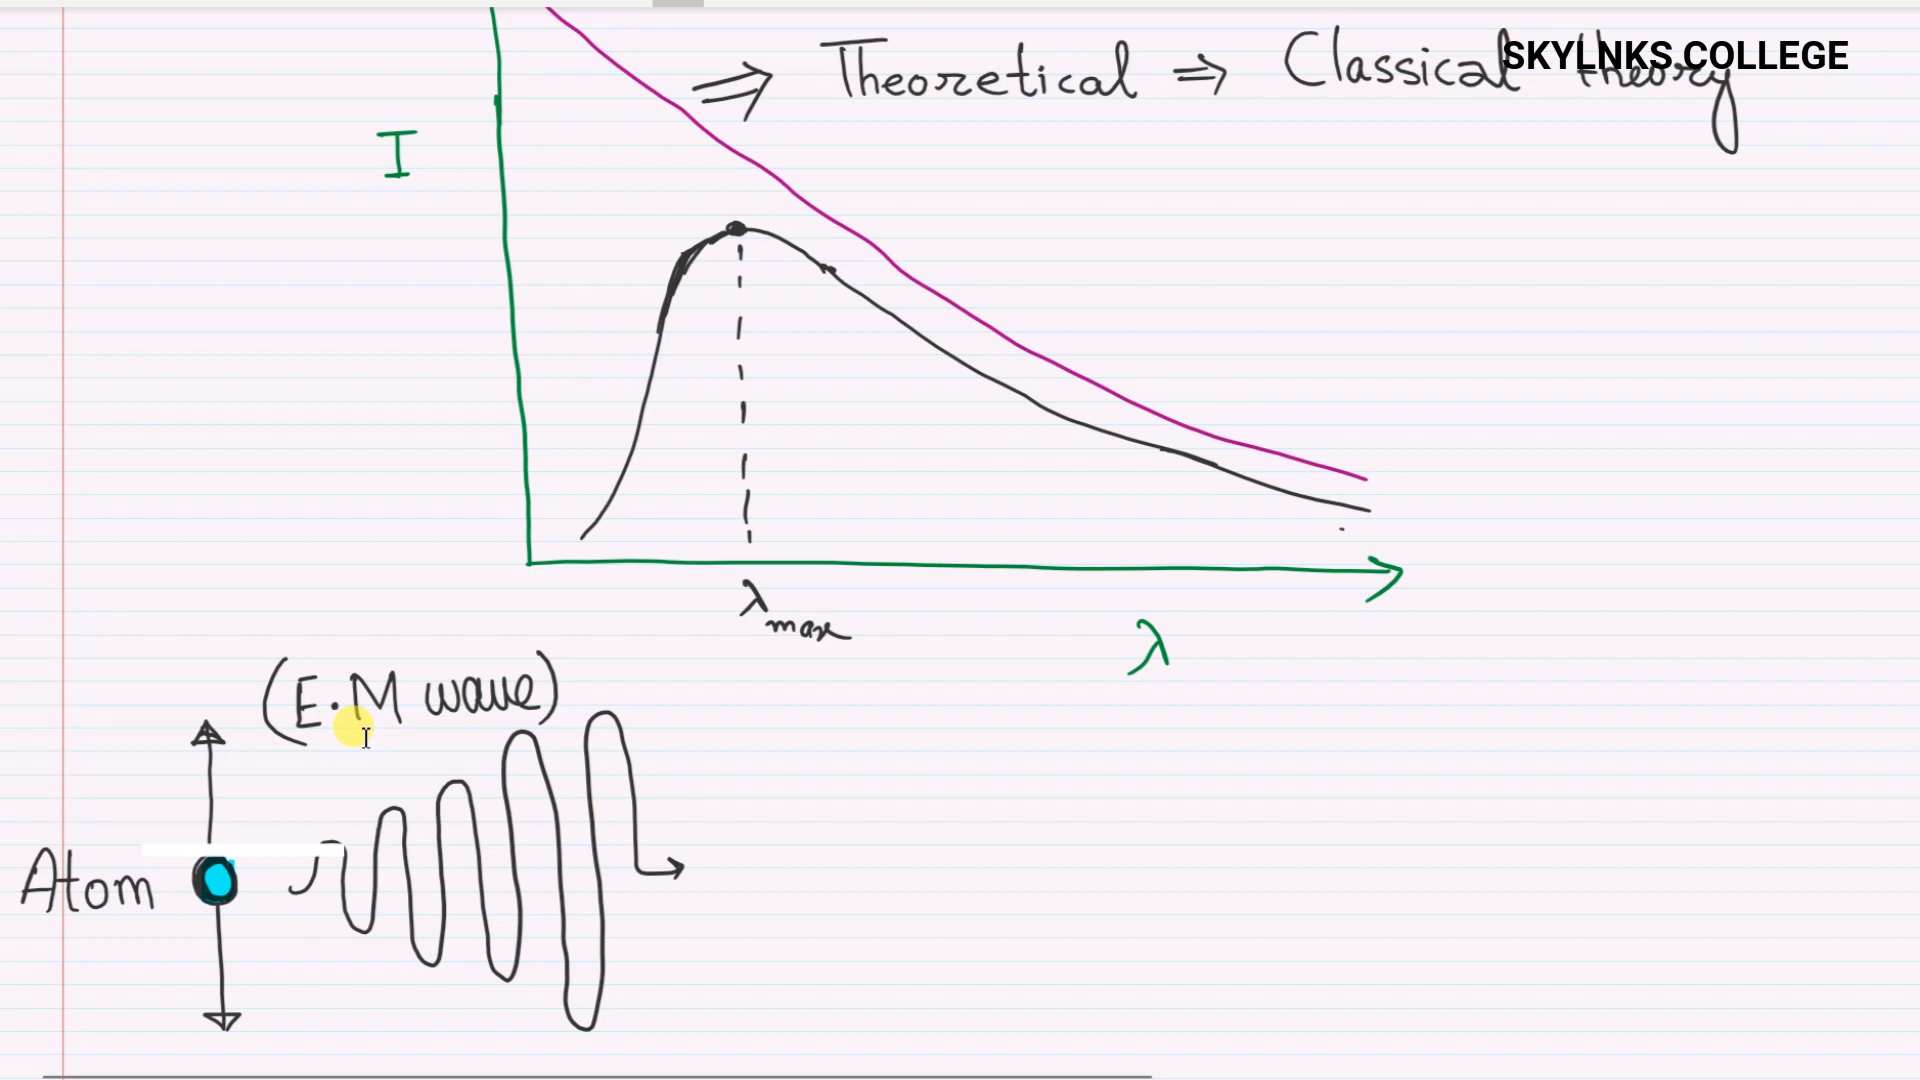 ⇒ Theoretical ⇒ Classical theory
SKYLNKS.COLLEGE
I
λmax
λ
(E.M wave)
Atom